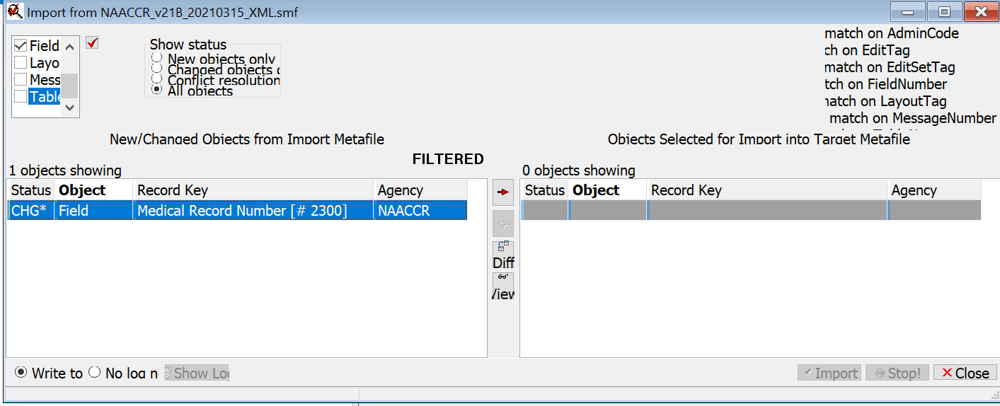 Import from NAACCR_v21B_20210315_XML.smf
Field
Layo
Mess
Table
Show status
New objects only
Changed objects
Conflict resolution
All objects
match on AdminCode
ch on EditTag
match on EditSetTag
tch on FieldNumber
natch on LayoutTag
match on MessageNumber
New/Changed Objects from Import Metafile
Objects Selected for Import into Target Metafile
FILTERED
1 objects showing
0 objects showing
Status Object Record Key Agency
Status Object Record Key Agency
CHG* Field Medical Record Number [# 2300] NAACCR
Diff
View
Write to No log n Show Log
Import Stop! Close